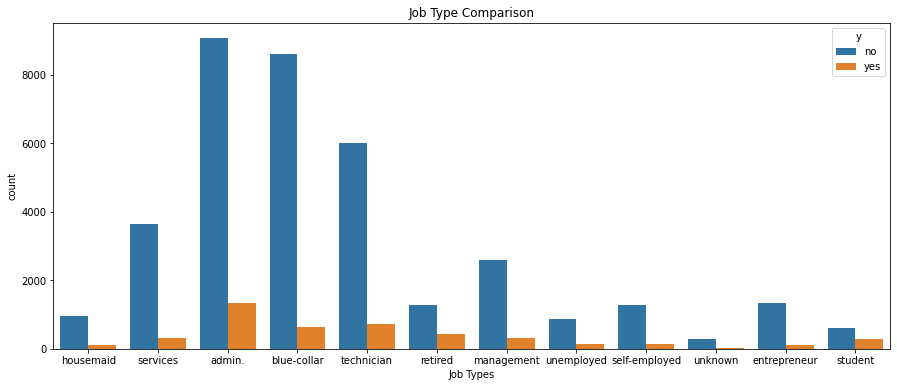 Job Type Comparison
y
no
yes
8000
6000
4000
2000
0
count
housemaid services admin. blue-collar technician retired management unemployed self-employed unknown entrepreneur student
Job Types